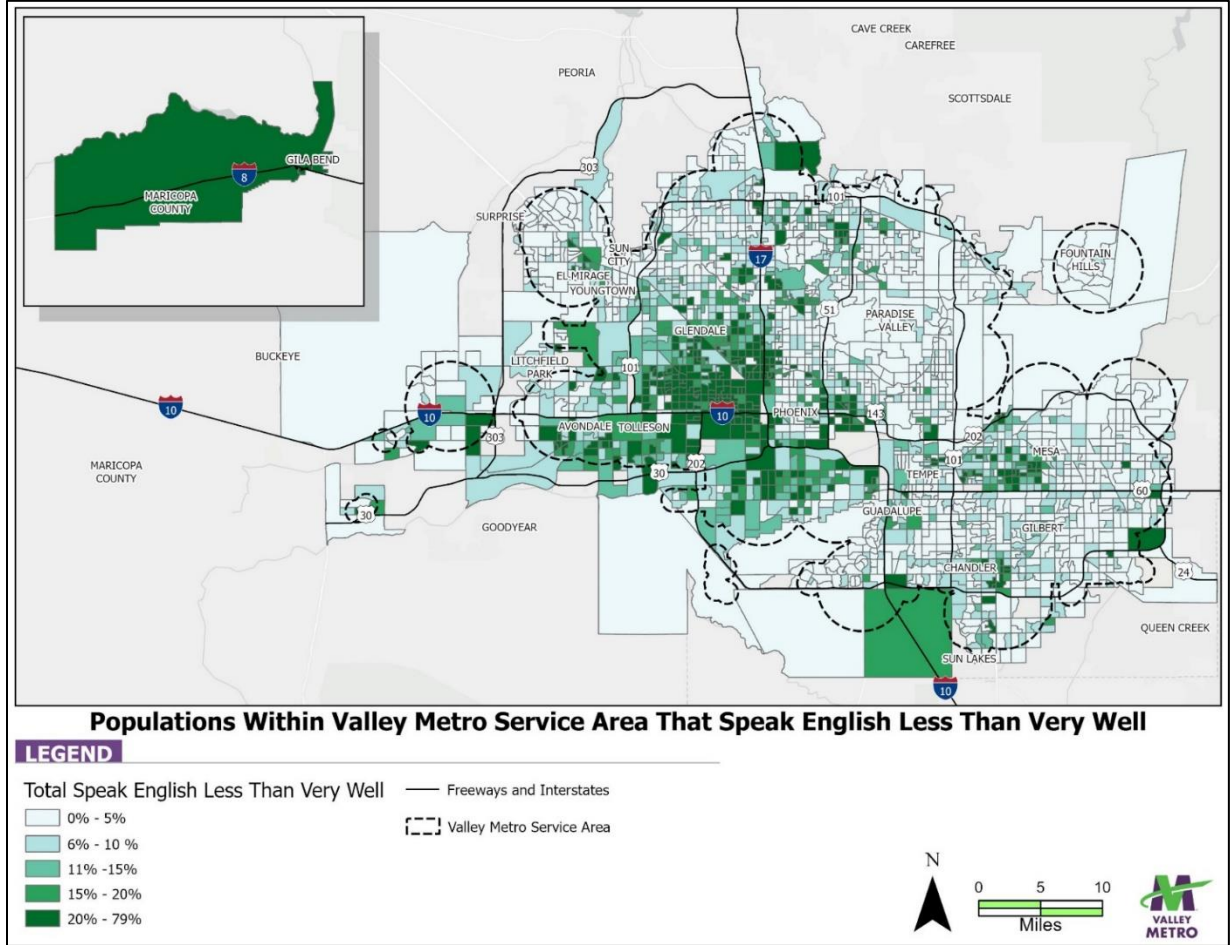 CAVE CREEK
CAREFREE
PEORIA
SCOTTSDALE
GILA BEND
8
MARICOPA
COUNTY
303
101
SURPRISE
SUN
CITY
17
FOUNTAIN
HILLS
EL MIRAGE
YOUNGTOWN
51
PARADISE
VALLEY
GLENDALE
BUCKEYE
LITCHFIELD
PARK
101
10
10
10
PHOENIX
143
303
AVONDALE
TOLLESON
202
MESA
101
MARICOPA
COUNTY
30
202
TEMPE
60
30
GOODYEAR
GUADALUPE
GILBERT
CHANDLER
24
QUEEN CREEK
SUN LAKES
10
Populations Within Valley Metro Service Area That Speak English Less Than Very Well
LEGEND
Total Speak English Less Than Very Well
0% - 5%
6% - 10 %
11% -15%
15% - 20%
20% - 79%
Freeways and Interstates
Valley Metro Service Area
N
0 5 10
Miles
VALLEY
METRO